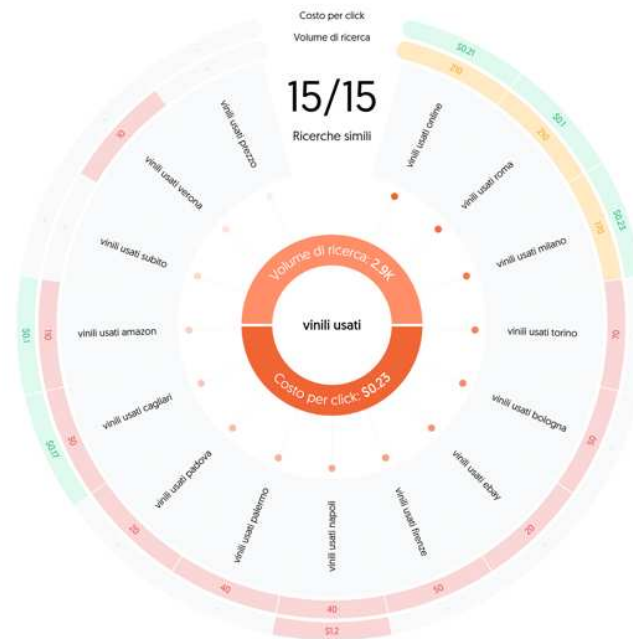 Costo per click
Volume di ricerca
15/15
Ricerche simili
vinili usati
Volume di ricerca: 2.9K
Costo per click: $0.23
vinili usati online
210
$0.21
vinili usati roma
210
$0.1
vinili usati milano
170
$0.23
vinili usati torino
70
vinili usati bologna
50
vinili usati ebay
20
vinili usati firenze
50
vinili usati napoli
40
$1.2
vinili usati palermo
40
vinili usati padova
20
vinili usati cagliari
$0.17
vinili usati amazon
110
$0.1
vinili usati subito
vinili usati verona
10
vinili usati prezzo